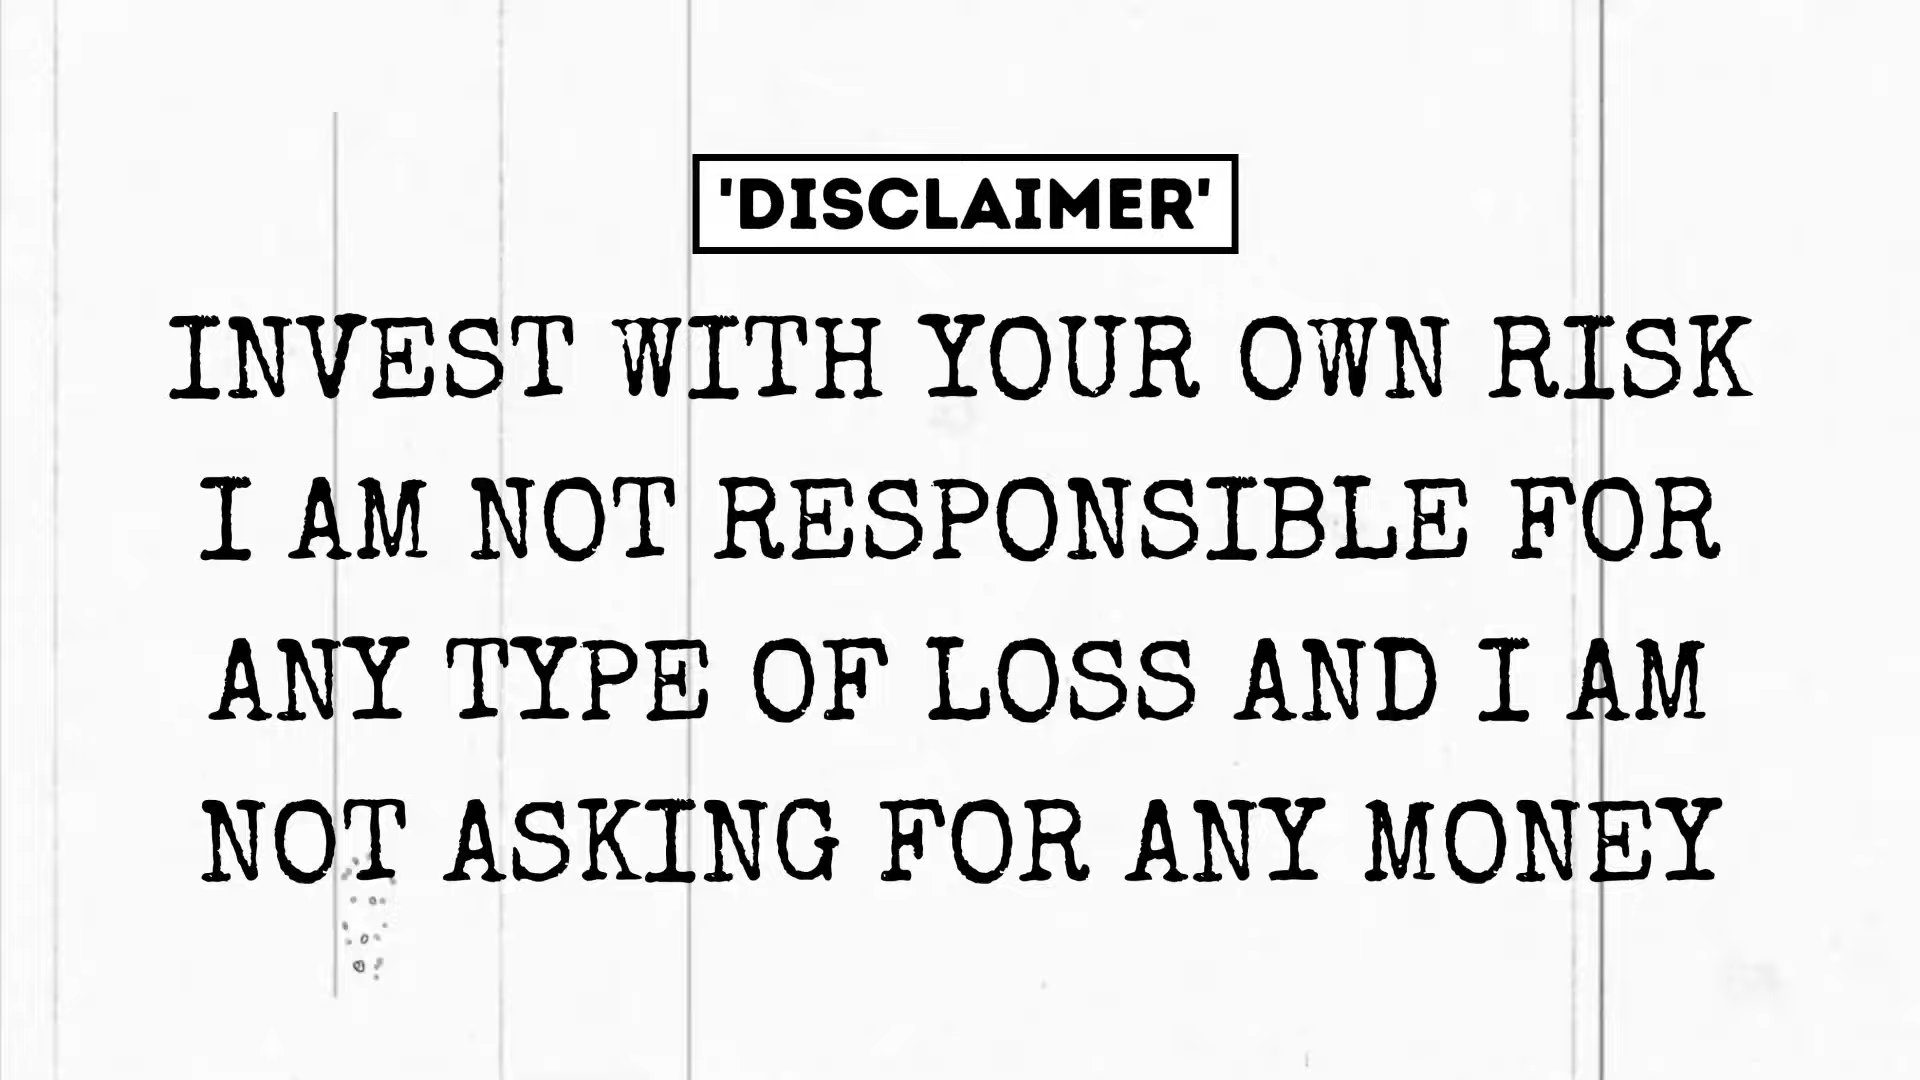 'DISCLAIMER'
INVEST WITH YOUR OWN RISK
I AM NOT RESPONSIBLE FOR
ANY TYPE OF LOSS AND I AM
NOT ASKING FOR ANY MONEY